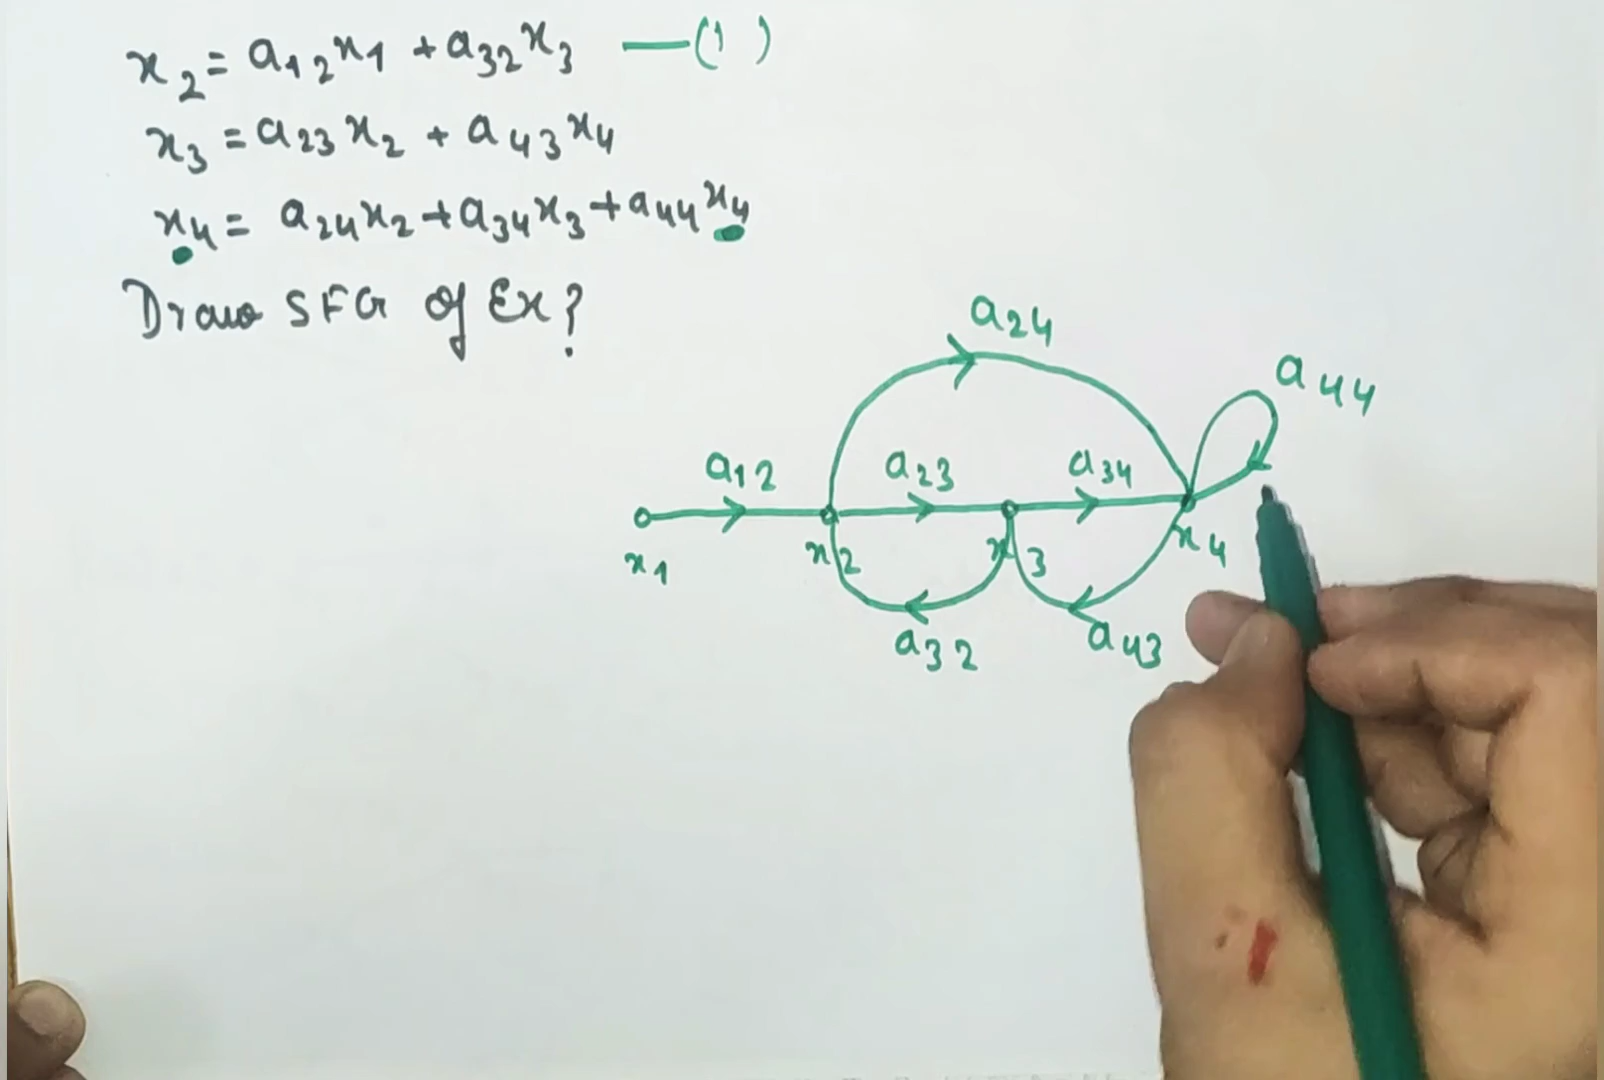 x₂ = a₁₂x₁ + a₃₂x₃ —(1)
x₃ = a₂₃x₂ + a₄₃x₄
x₄ = a₂₄x₂ + a₃₄x₃ + a₄₄x₄
Draw SFG of Ex?
a₂₄
a₄₄
a₁₂ a₂₃ a₃₄
x₁ x₂ x₃ x₄
a₃₂ a₄₃